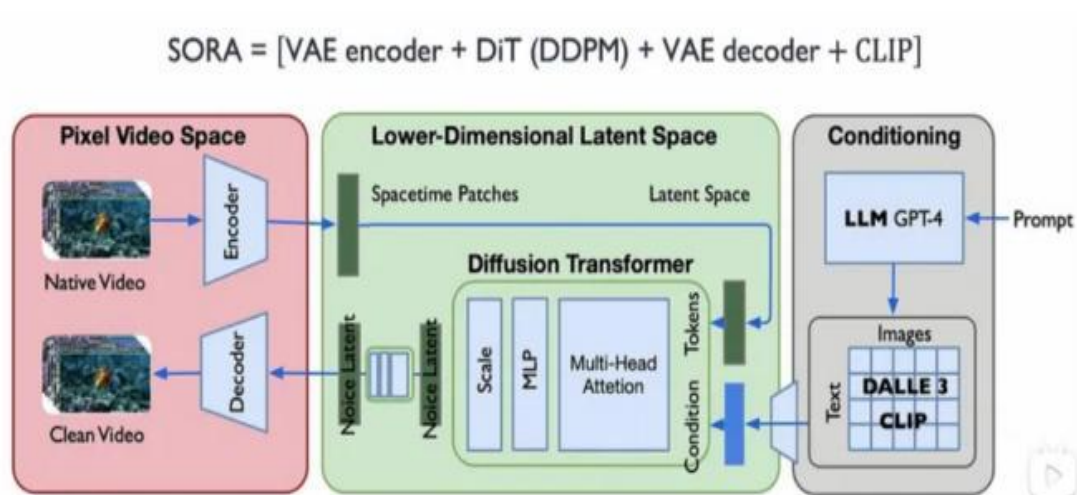 SORA = [VAE encoder + DiT (DDPM) + VAE decoder + CLIP]
Pixel Video Space
Encoder
Native Video
Decoder
Clean Video
Lower-Dimensional Latent Space
Spacetime Patches
Latent Space
Diffusion Transformer
Noice Latent
Noice Latent
Scale
MLP
Multi-Head
Attetion
Tokens
Condition
Conditioning
LLM GPT-4
Prompt
Images
Text
DALLE 3
CLIP